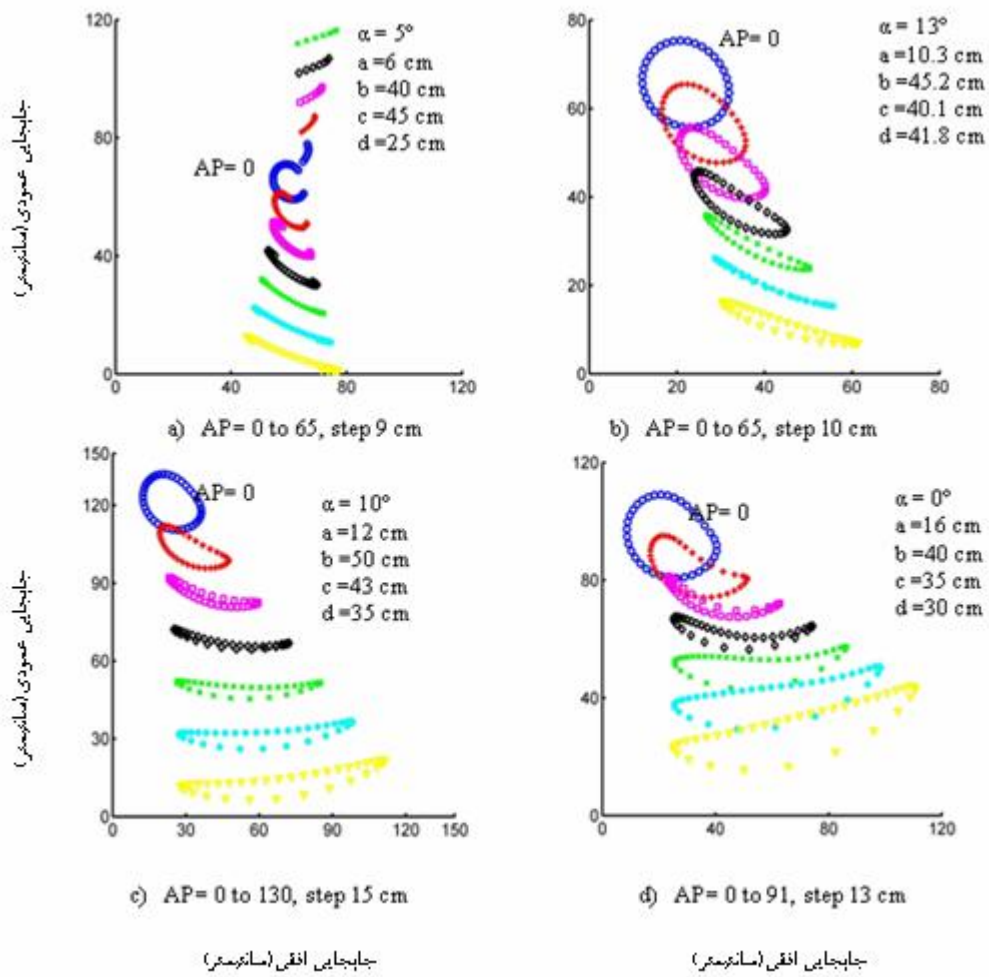 جابجایی عمودی (سانتیمتر)
120
80
40
0
0
40
80
120
AP= 0
α = 5°
a =6 cm
b =40 cm
c =45 cm
d =25 cm
a) AP= 0 to 65, step 9 cm
80
60
40
20
0
0
20
40
60
80
AP= 0
α = 13°
a =10.3 cm
b =45.2 cm
c =40.1 cm
d =41.8 cm
b) AP= 0 to 65, step 10 cm
جابجایی عمودی (سانتیمتر)
150
120
90
60
30
0
0
30
60
90
120
150
AP= 0
α = 10°
a =12 cm
b =50 cm
c =43 cm
d =35 cm
c) AP= 0 to 130, step 15 cm
120
80
40
0
0
40
80
120
AP= 0
α = 0°
a =16 cm
b =40 cm
c =35 cm
d =30 cm
d) AP= 0 to 91, step 13 cm
جابجایی افقی (سانتیمتر)
جابجایی افقی (سانتیمتر)